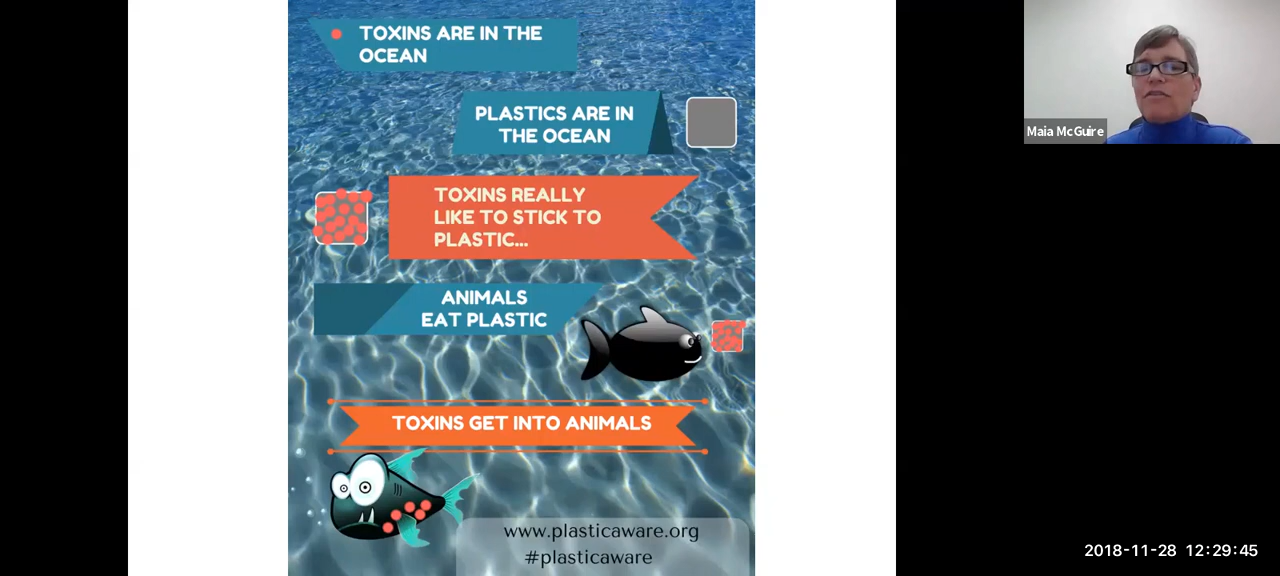 TOXINS ARE IN THE
OCEAN
PLASTICS ARE IN
THE OCEAN
TOXINS REALLY
LIKE TO STICK TO
PLASTIC...
ANIMALS
EAT PLASTIC
TOXINS GET INTO ANIMALS
www.plasticaware.org
#plasticaware
Maia McGuire
2018-11-28 12:29:45